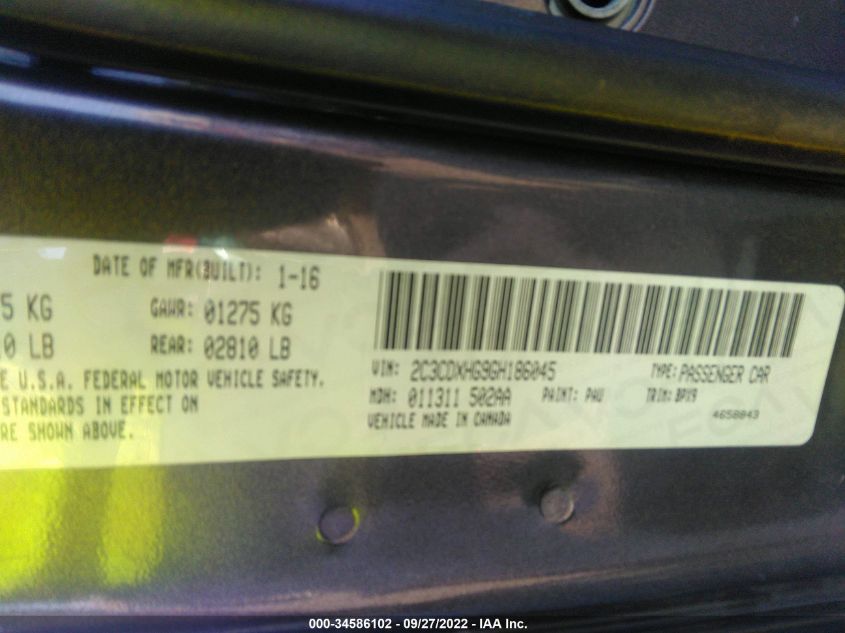 DATE OF MFR(BUILT): 1-16
5 KG GAWR: 01275 KG
0 LB REAR: 02810 LB
E U.S.A. FEDERAL MOTOR VEHICLE SAFETY.
STANDARDS IN EFFECT ON
RE SHOWN ABOVE.
VIN: 2C3CDXHG9GH186045 TYPE: PASSENGER CAR
MDH: 011311 502AA PAINT: PAU TRIM: BPX9
VEHICLE MADE IN CANADA 4658843
000-34586102 - 09/27/2022 - IAA Inc.